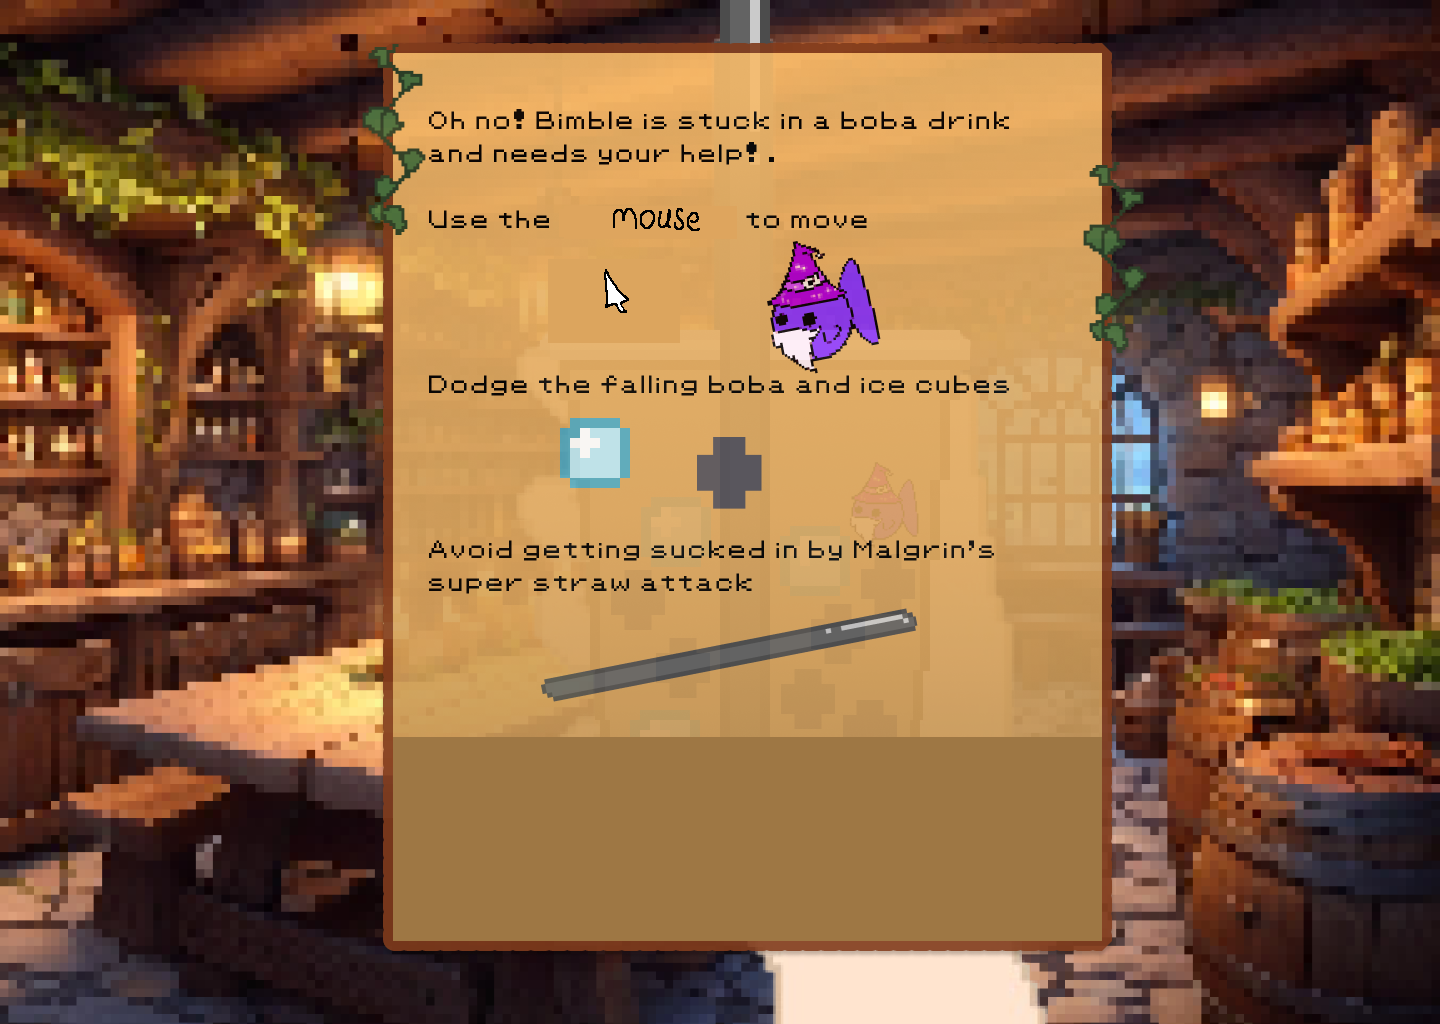 Oh no! Bimble is stuck in a boba drink
and needs your help! .
Use the mouse to move
Dodge the falling boba and ice cubes
Avoid getting sucked in by Malgrin's
super straw attack